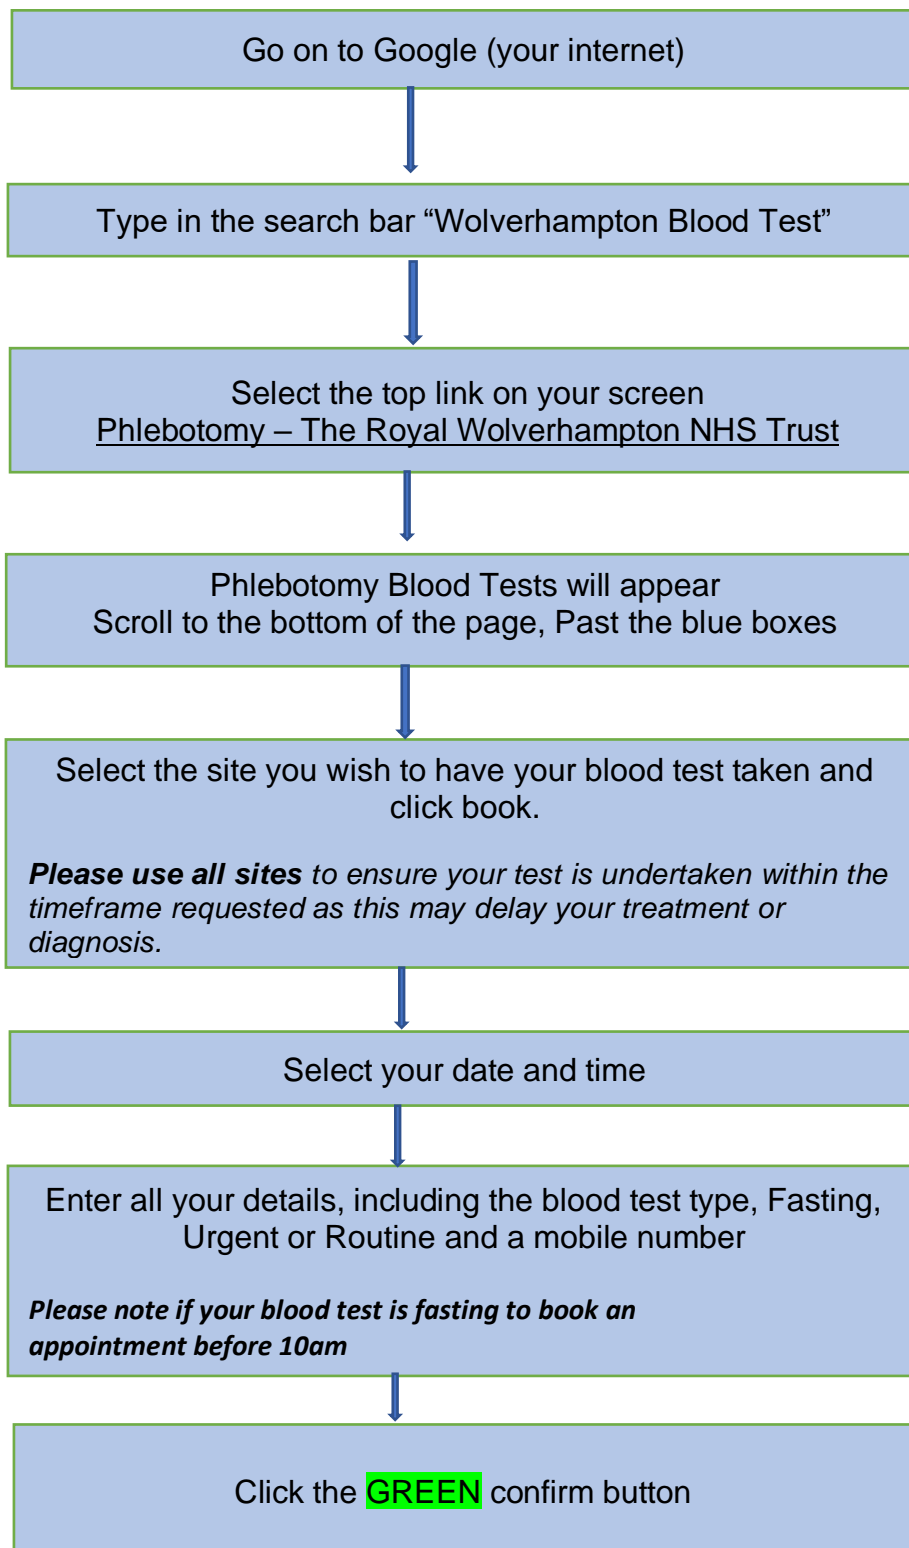 Go on to Google (your internet)
Type in the search bar “Wolverhampton Blood Test”
Select the top link on your screen
Phlebotomy – The Royal Wolverhampton NHS Trust
Phlebotomy Blood Tests will appear
Scroll to the bottom of the page, Past the blue boxes
Select the site you wish to have your blood test taken and
click book.
Please use all sites to ensure your test is undertaken within the
timeframe requested as this may delay your treatment or
diagnosis.
Select your date and time
Enter all your details, including the blood test type, Fasting,
Urgent or Routine and a mobile number
Please note if your blood test is fasting to book an
appointment before 10am
Click the GREEN confirm button